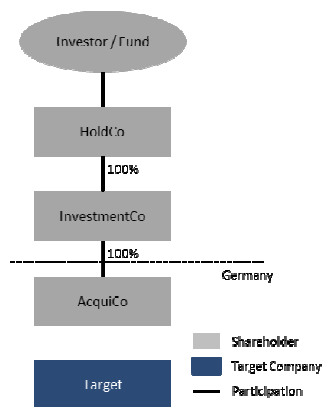 Investor / Fund
HoldCo
100%
InvestmentCo
100%
Germany
AcquiCo
Shareholder
Target Company
Target
Participation